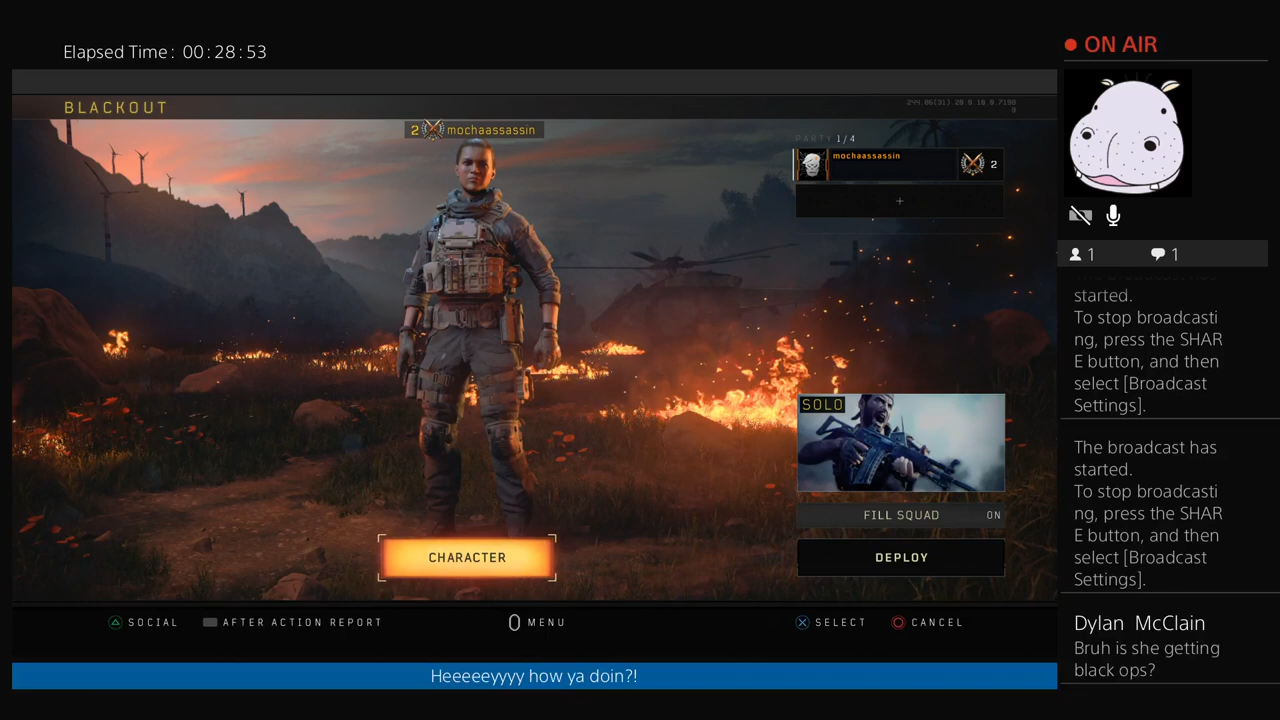 Elapsed Time: 00:28:53
ON AIR
BLACKOUT
2 mochaassassin
PARTY 1/4
mochaassassin
2
+
1 1
started.
To stop broadcasti
ng, press the SHAR
E button, and then
select [Broadcast
Settings].
The broadcast has
started.
To stop broadcasti
ng, press the SHAR
E button, and then
select [Broadcast
Settings].
Dylan McClain
Bruh is she getting
black ops?
SOLO
FILL SQUAD ON
CHARACTER
DEPLOY
SOCIAL AFTER ACTION REPORT MENU SELECT CANCEL
Heeeeeyyyy how ya doin?!